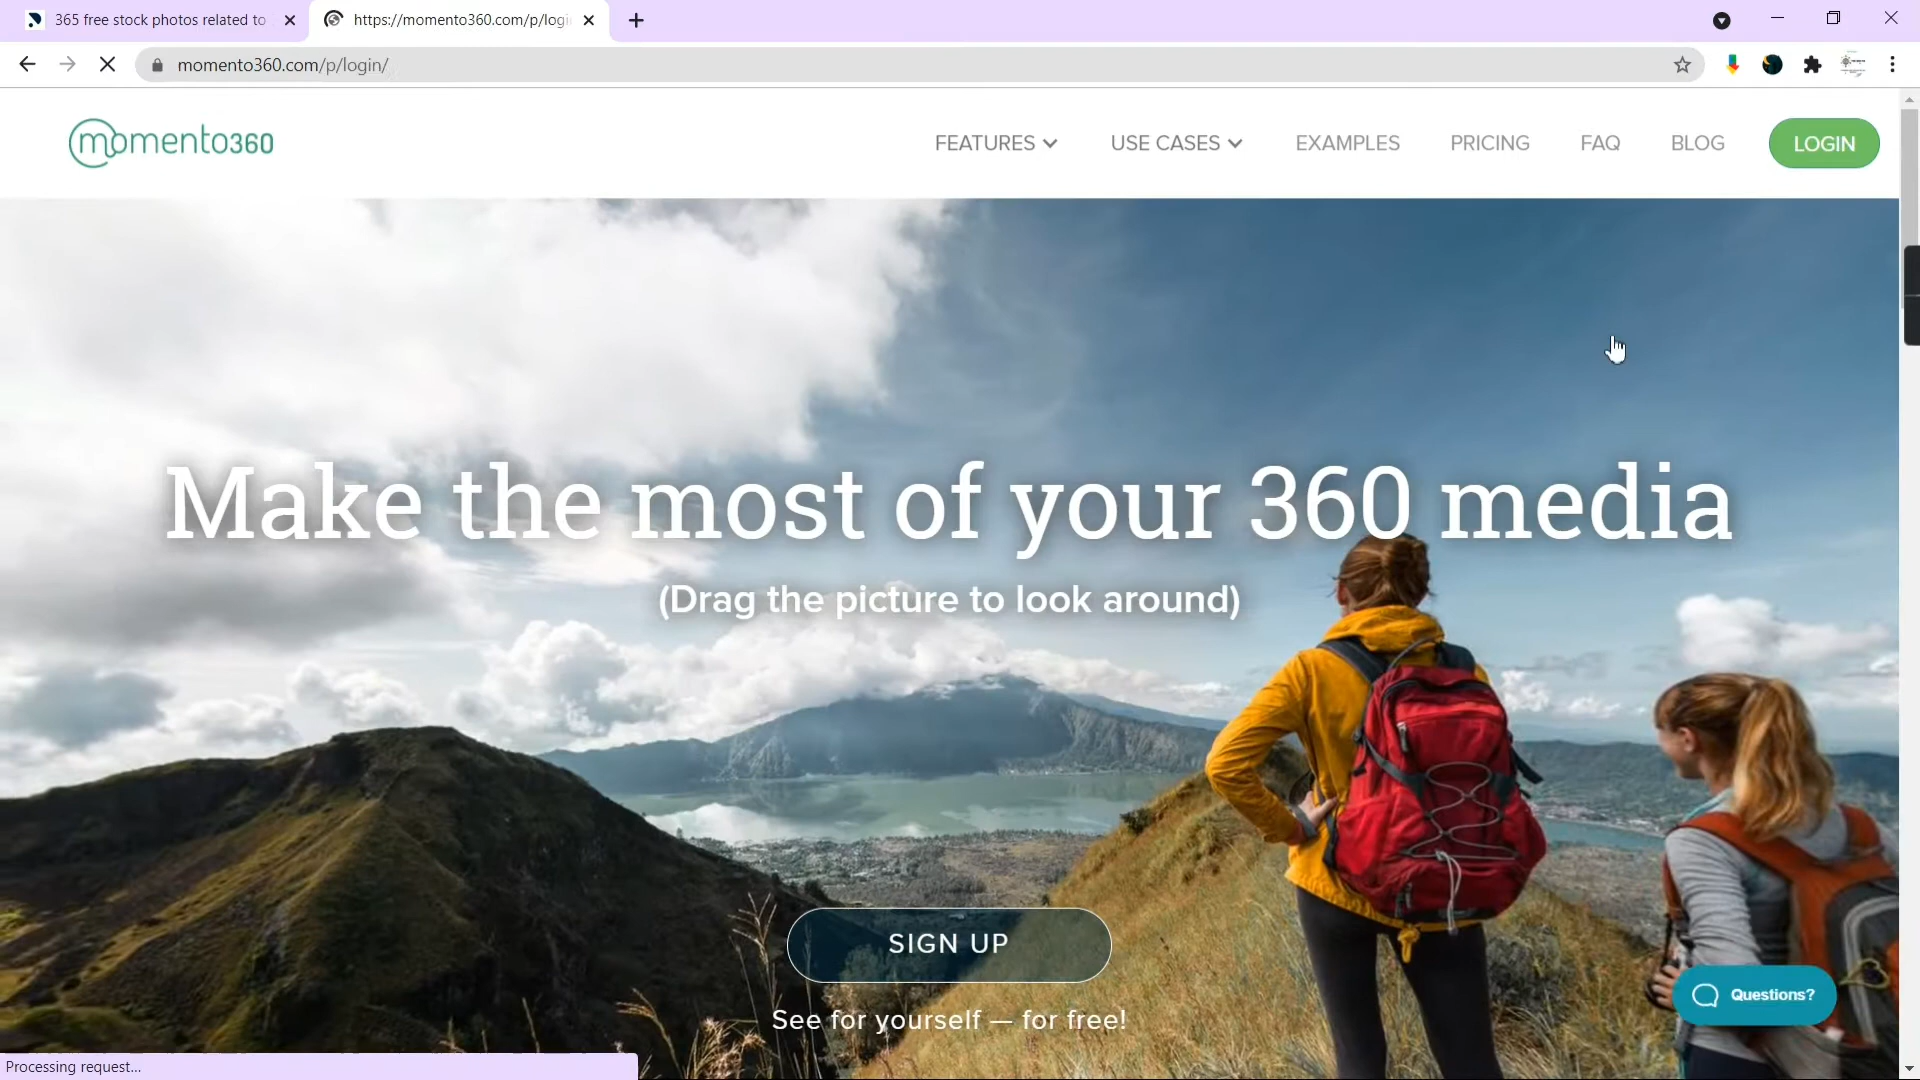 365 free stock photos related to
https://momento360.com/p/logi
momento360.com/p/login/
momento360
FEATURES
USE CASES
EXAMPLES
PRICING
FAQ
BLOG
LOGIN
Make the most of your 360 media
(Drag the picture to look around)
SIGN UP
See for yourself — for free!
Questions?
Processing request...